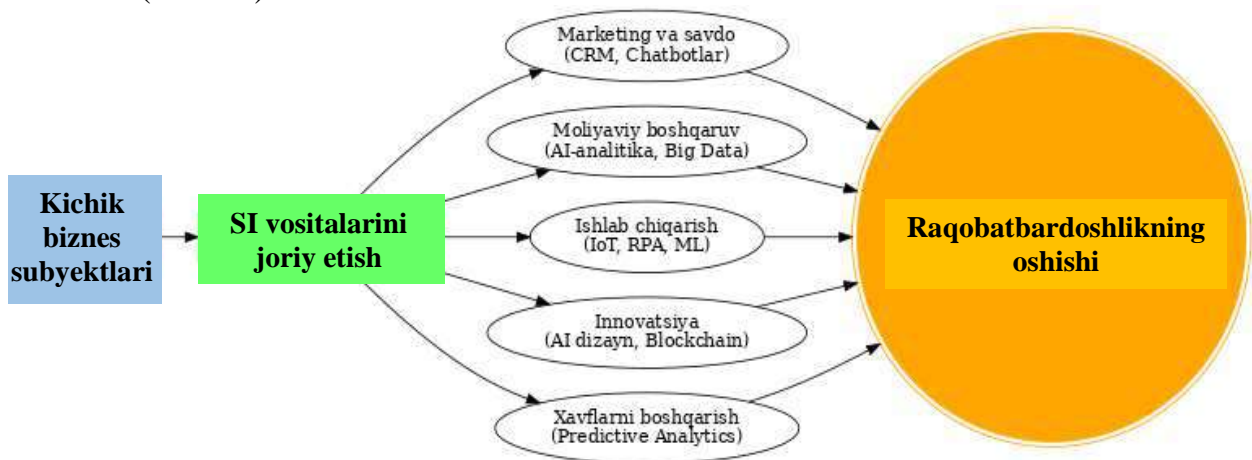 Marketing va savdo
(CRM, Chatbotlar)
Moliyaviy boshqaruv
(AI-analitika, Big Data)
Kichik
biznes
subyektlari
SI vositalarini
joriy etish
Ishlab chiqarish
(IoT, RPA, ML)
Raqobatbardoshlikning
oshishi
Innovatsiya
(AI dizayn, Blockchain)
Xavflarni boshqarish
(Predictive Analytics)